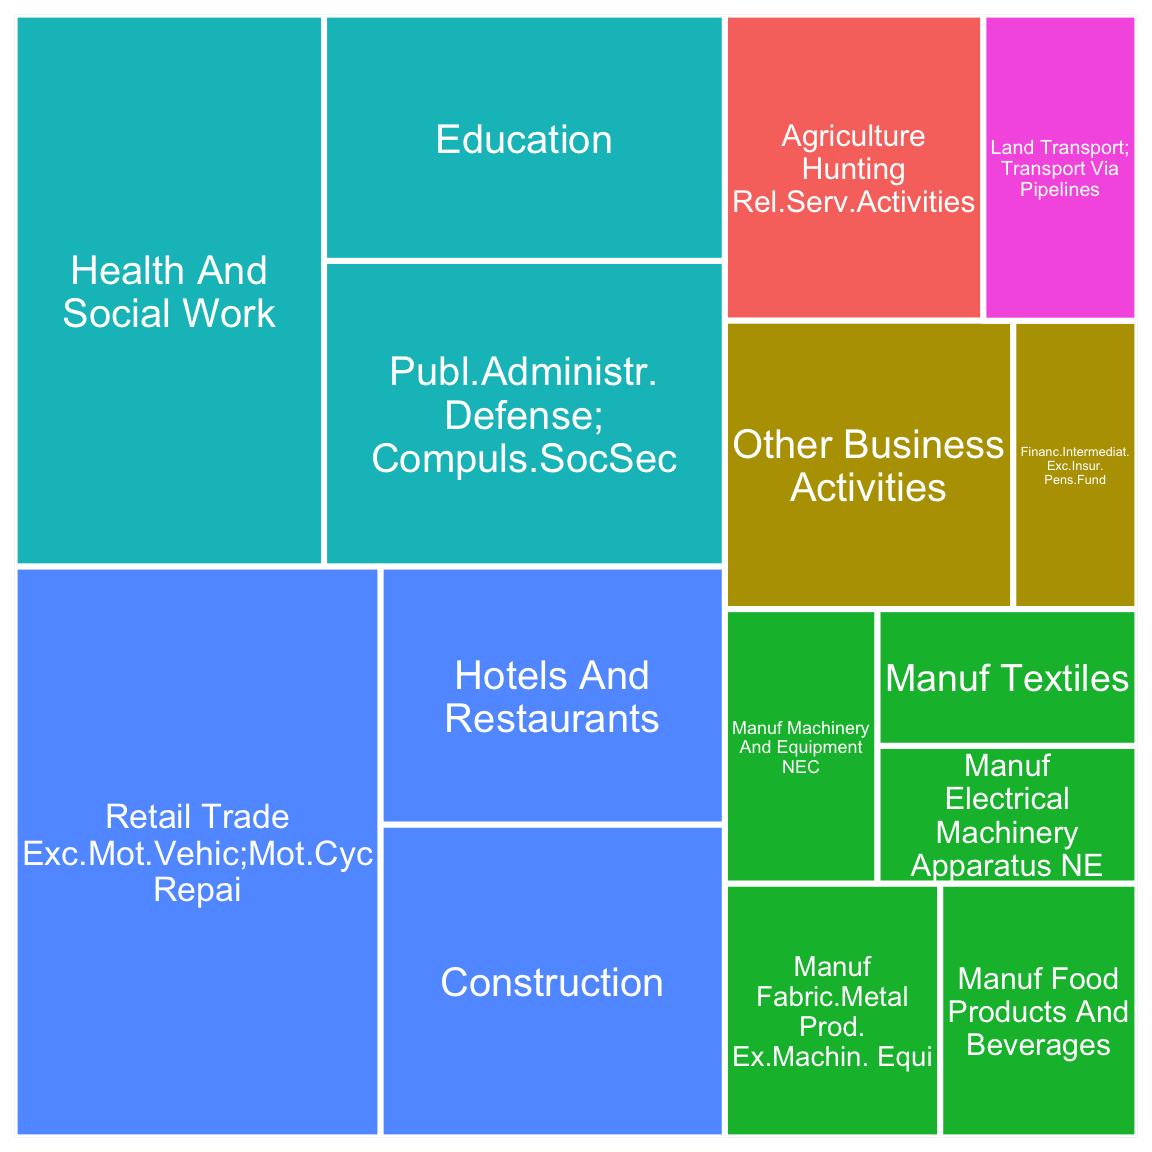 Health And
Social Work
Education
Publ.Administr.
Defense;
Compuls.SocSec
Retail Trade
Exc.Mot.Vehic;Mot.Cyc
Repai
Hotels And
Restaurants
Construction
Agriculture
Hunting
Rel.Serv.Activities
Land Transport;
Transport Via
Pipelines
Other Business
Activities
Financ.Intermediat.
Exc.Insur.
Pens.Fund
Manuf Machinery
And Equipment
NEC
Manuf Textiles
Manuf
Electrical
Machinery
Apparatus NE
Manuf
Fabric.Metal
Prod.
Ex.Machin. Equi
Manuf Food
Products And
Beverages